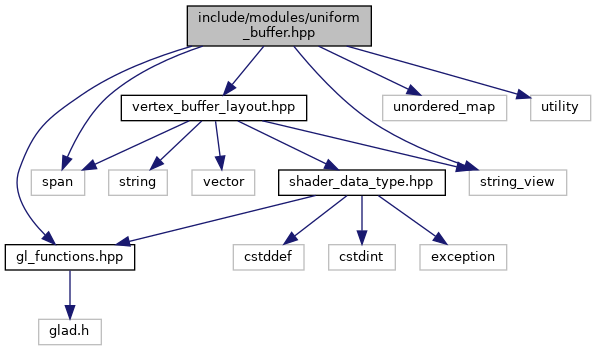 include/modules/uniform
_buffer.hpp
vertex_buffer_layout.hpp
unordered_map
utility
span
string
vector
shader_data_type.hpp
string_view
gl_functions.hpp
cstddef
cstdint
exception
glad.h